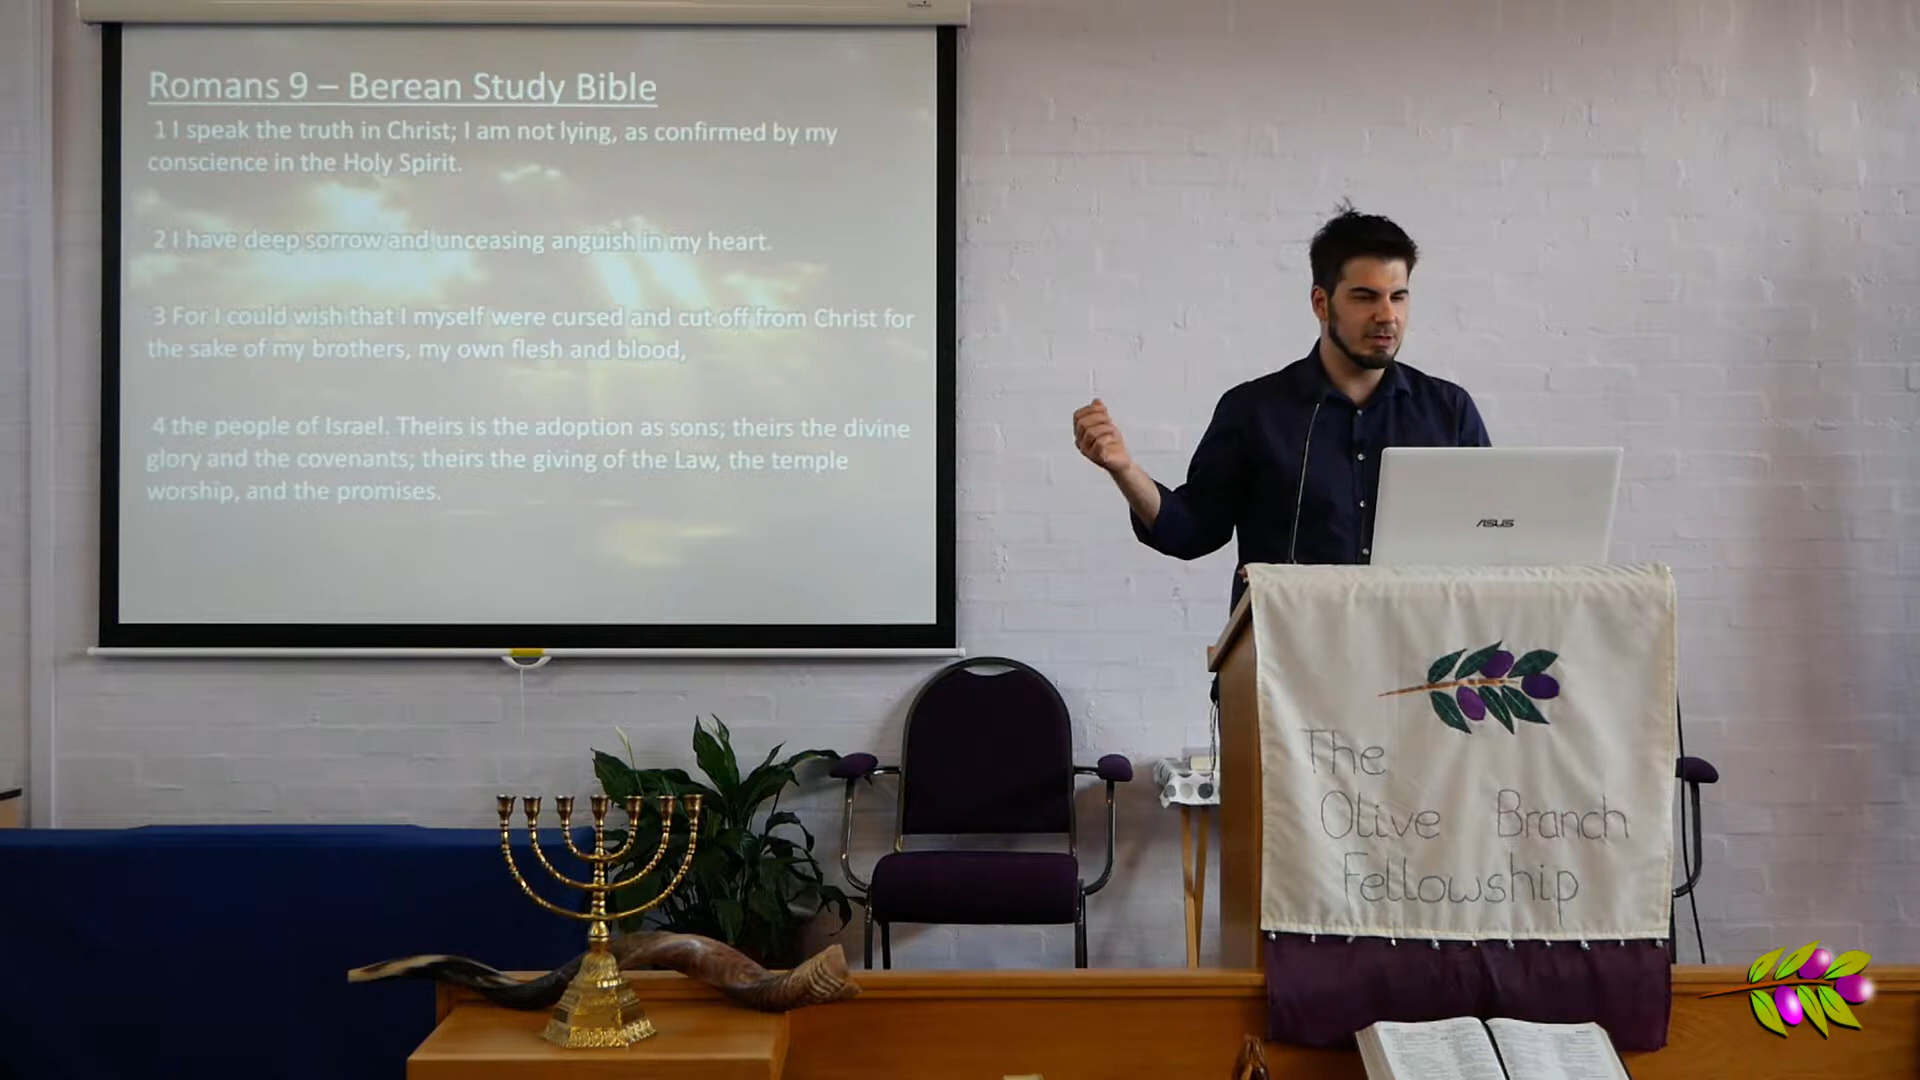 Romans 9 – Berean Study Bible
1 I speak the truth in Christ; I am not lying, as confirmed by my
conscience in the Holy Spirit.
2 I have deep sorrow and unceasing anguish in my heart.
3 For I could wish that I myself were cursed and cut off from Christ for
the sake of my brothers, my own flesh and blood,
4 the people of Israel. Theirs is the adoption as sons; theirs the divine
glory and the covenants; theirs the giving of the Law, the temple
worship, and the promises.
ASUS
The
Olive Branch
Fellowship